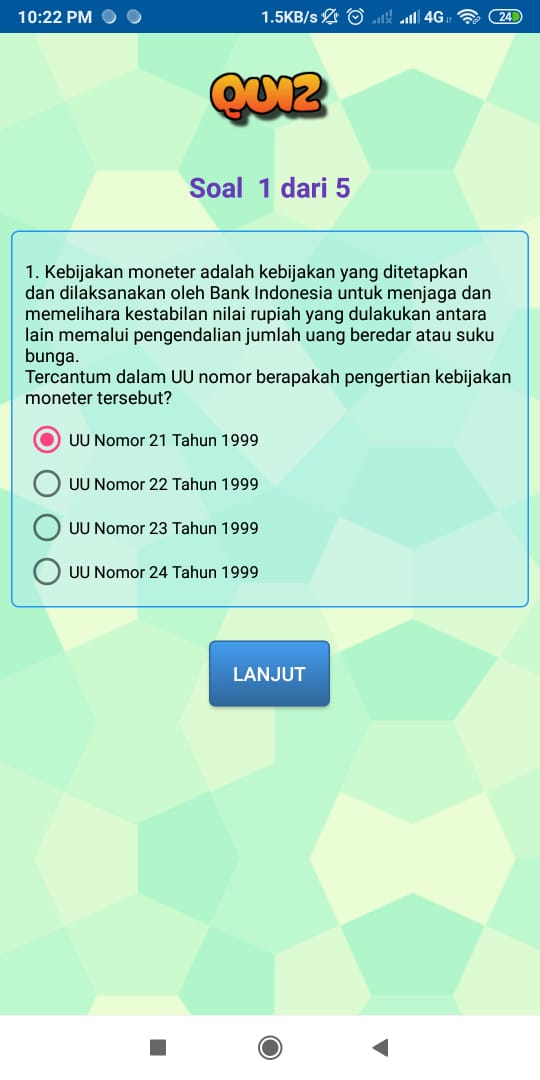 10:22 PM 1.5KB/s 4G 24
QUIZ
Soal 1 dari 5
1. Kebijakan moneter adalah kebijakan yang ditetapkan
dan dilaksanakan oleh Bank Indonesia untuk menjaga dan
memelihara kestabilan nilai rupiah yang dulakukan antara
lain memalui pengendalian jumlah uang beredar atau suku
bunga.
Tercantum dalam UU nomor berapakah pengertian kebijakan
moneter tersebut?
UU Nomor 21 Tahun 1999
UU Nomor 22 Tahun 1999
UU Nomor 23 Tahun 1999
UU Nomor 24 Tahun 1999
LANJUT